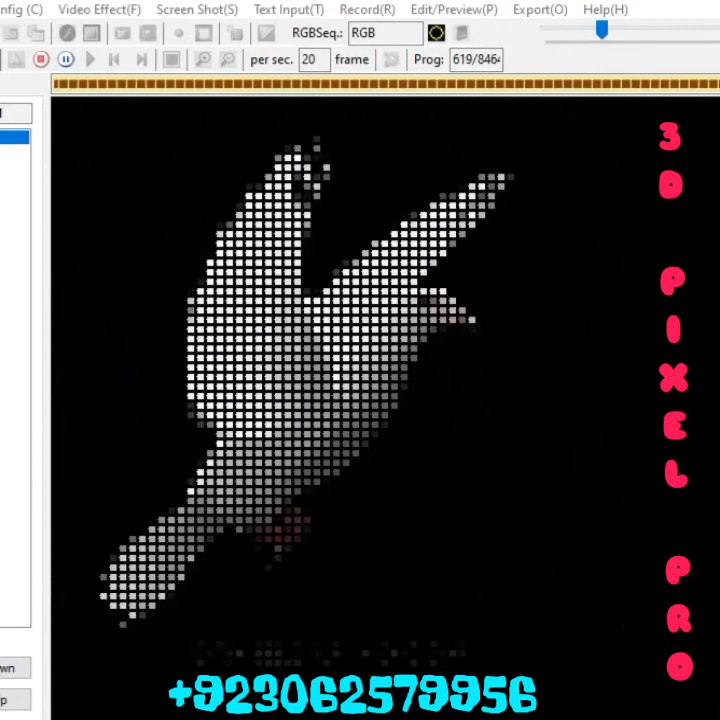 nfig (C) Video Effect(F) Screen Shot(S) Text Input(T) Record(R) Edit/Preview(P) Export(O) Help(H)
RGBSeq.: RGB
per sec. 20 frame Prog: 619/8464
3D PIXEL PRO
wn
p
+923062579956